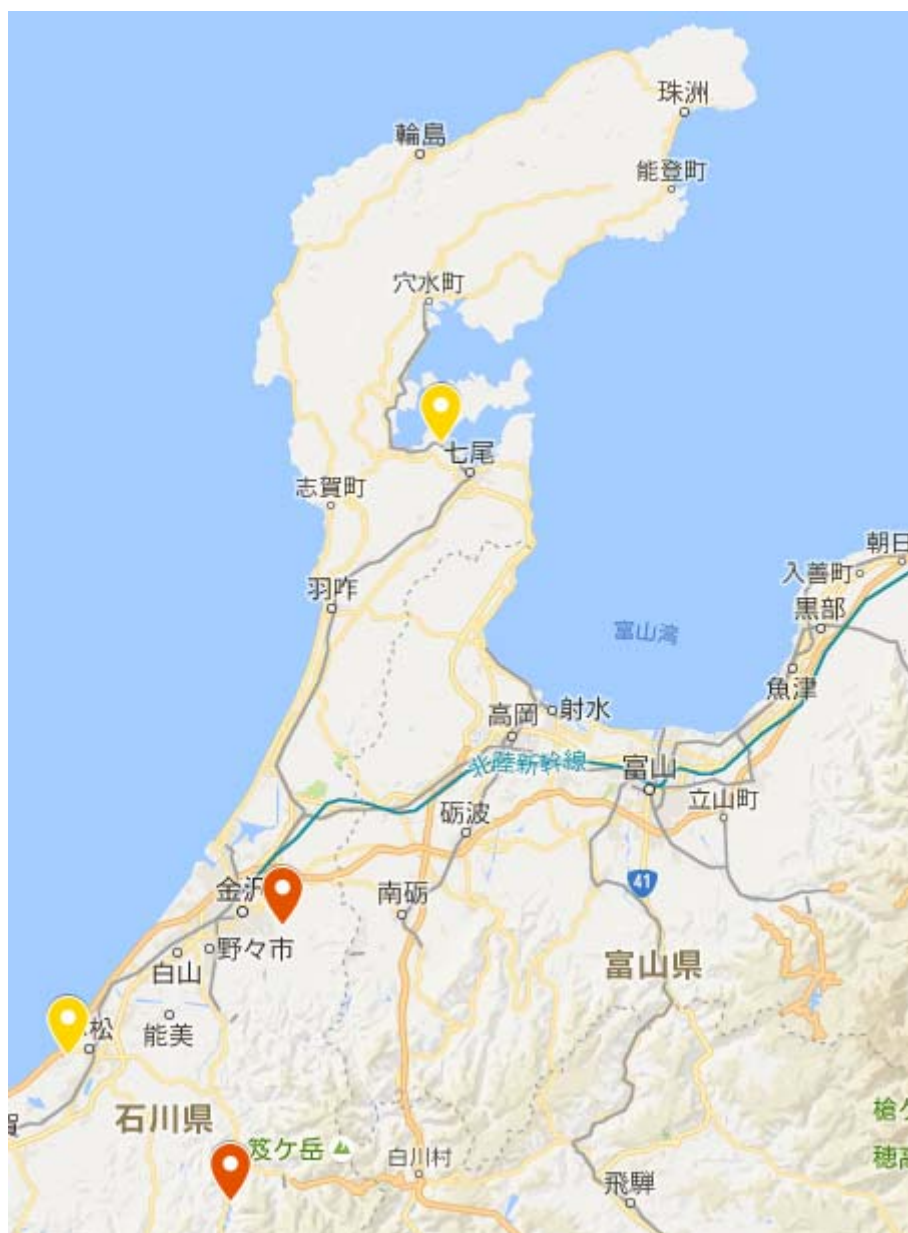 珠洲
輪島
能登町
穴水町
七尾
志賀町
朝日
入善町
羽咋
黒部
富山湾
魚津
射水
高岡
北陸新幹線
富山
立山町
砺波
41
金沢
南砺
野々市
白山
富山県
松
能美
石川県
笈ケ岳
白川村
飛騨
槍ケ
穂高
賀